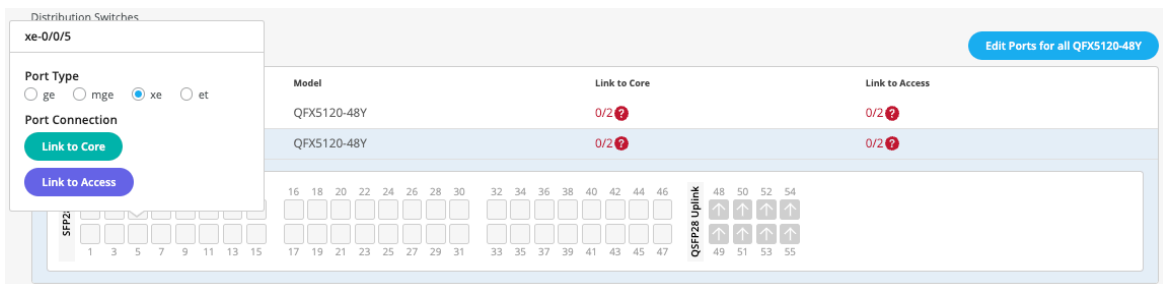 Distribution Switches
xe-0/0/5
Edit Ports for all QFX5120-48Y
Port Type
ge mge xe et
Port Connection
Link to Core
Link to Access
Model Link to Core Link to Access
QFX5120-48Y 0/2 ? 0/2 ?
QFX5120-48Y 0/2 ? 0/2 ?
16 18 20 22 24 26 28 30 32 34 36 38 40 42 44 46 48 50 52 54
SFP28
QSFP28 Uplink
1 3 5 7 9 11 13 15 17 19 21 23 25 27 29 31 33 35 37 39 41 43 45 47 49 51 53 55